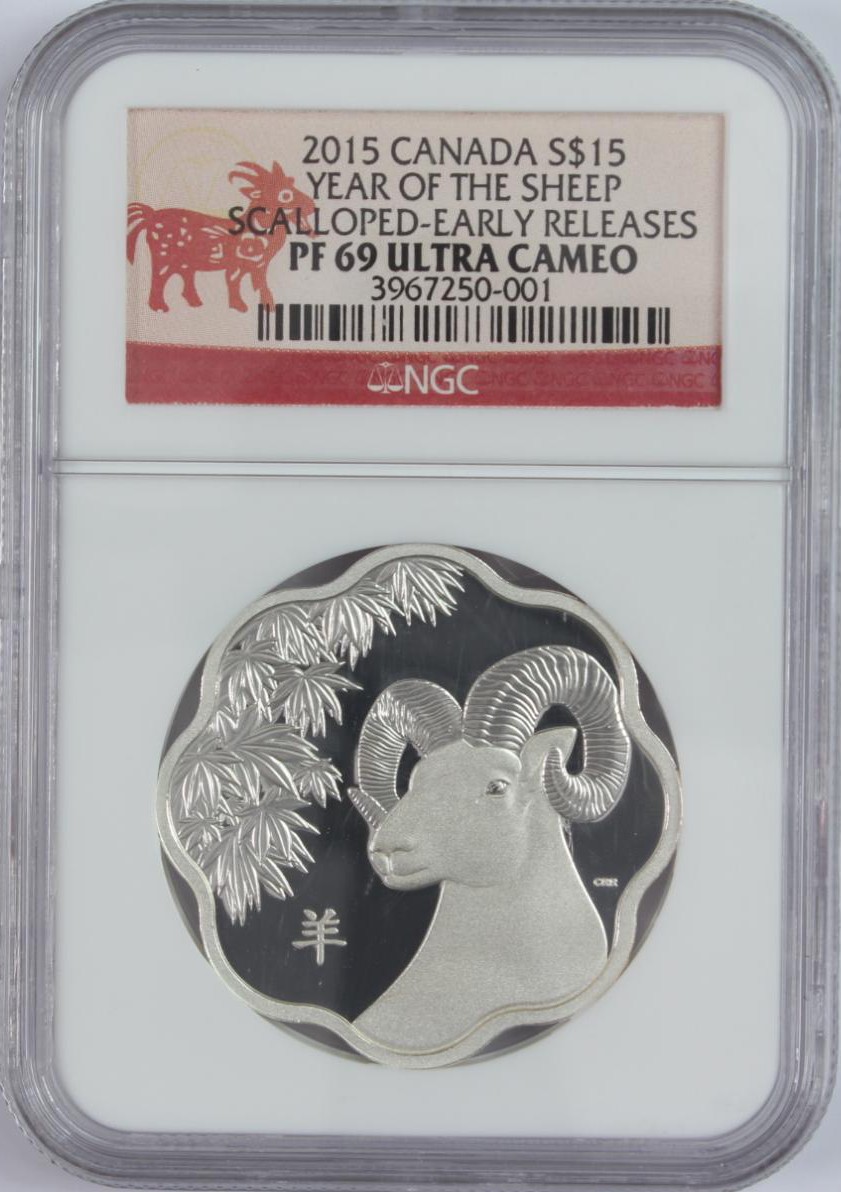 2015 CANADA S$15
YEAR OF THE SHEEP
SCALLOPED-EARLY RELEASES
PF 69 ULTRA CAMEO
3967250-001
NGC
羊